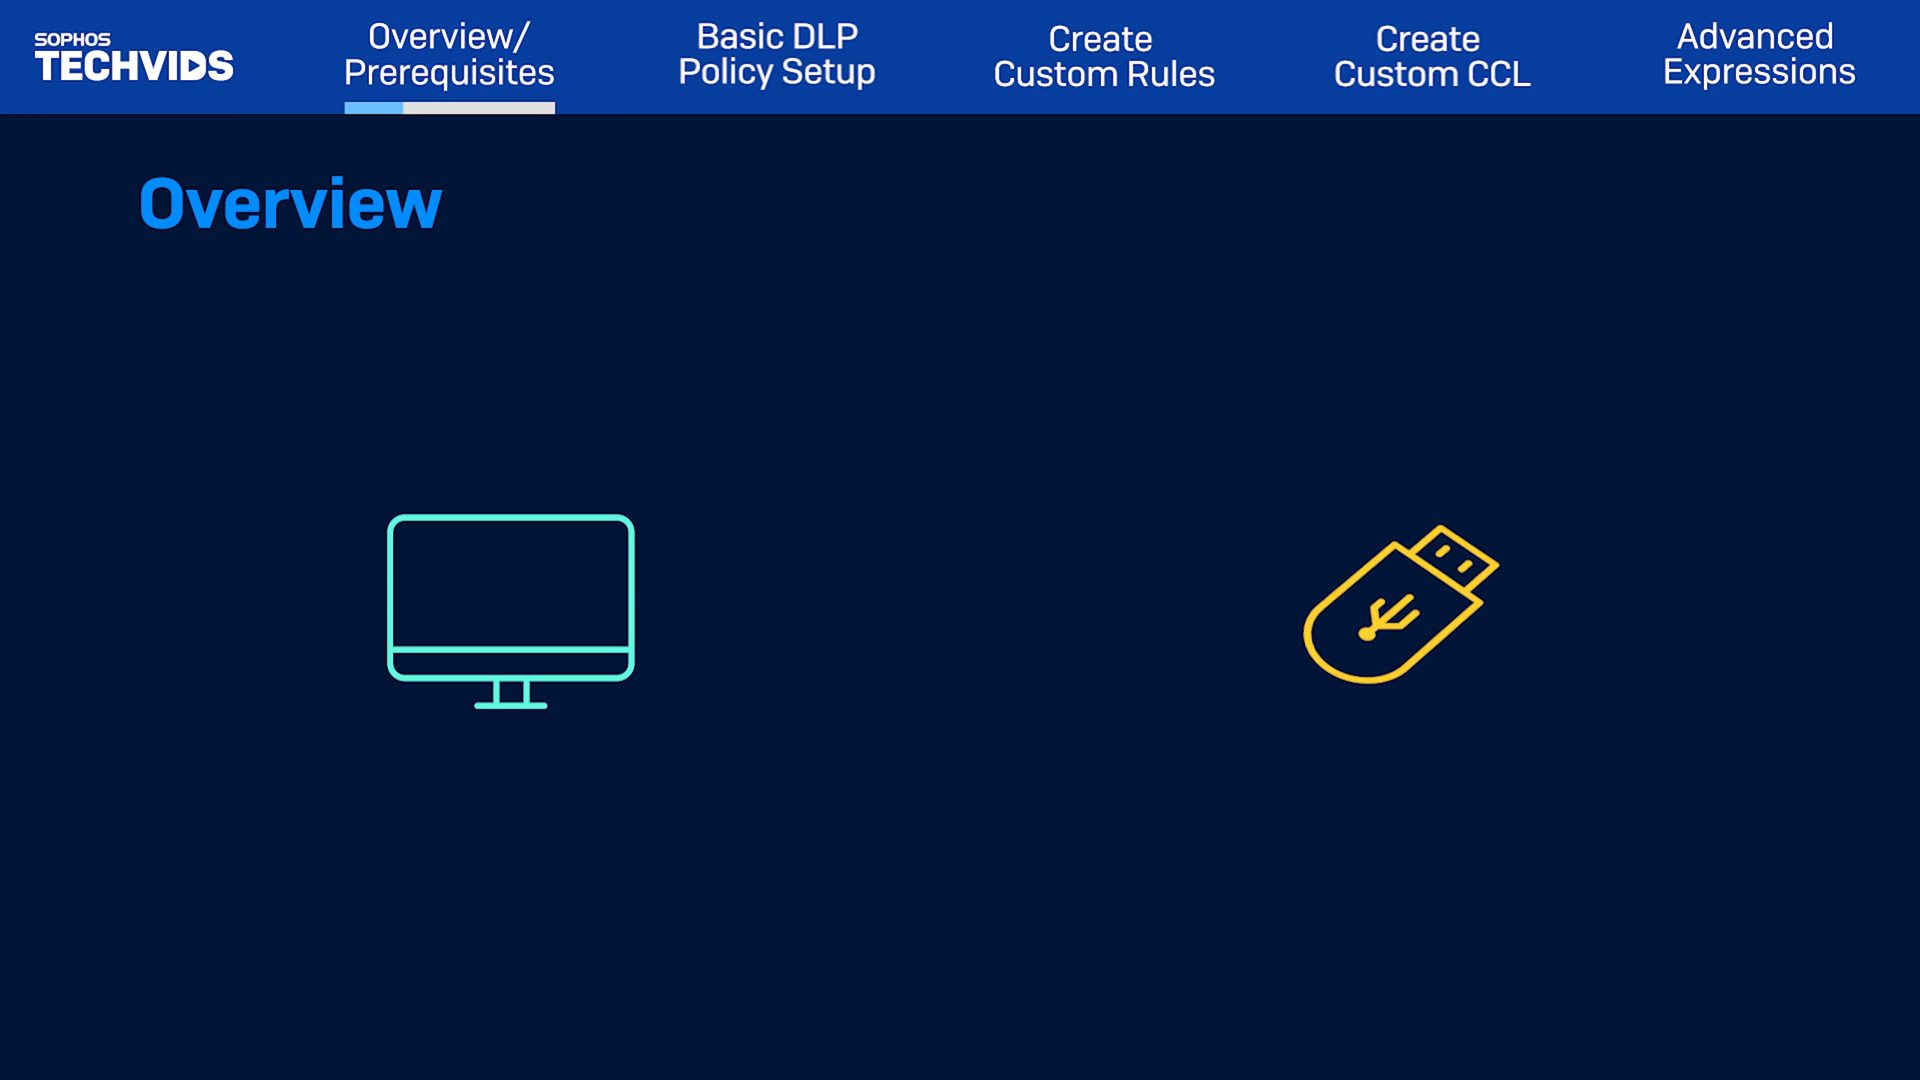 SOPHOS
TECHVIDS
Overview/
Prerequisites
Basic DLP
Policy Setup
Create
Custom Rules
Create
Custom CCL
Advanced
Expressions
Overview